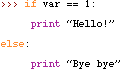 >>> if var == 1:
print “Hello!”
else:
print “Bye bye”